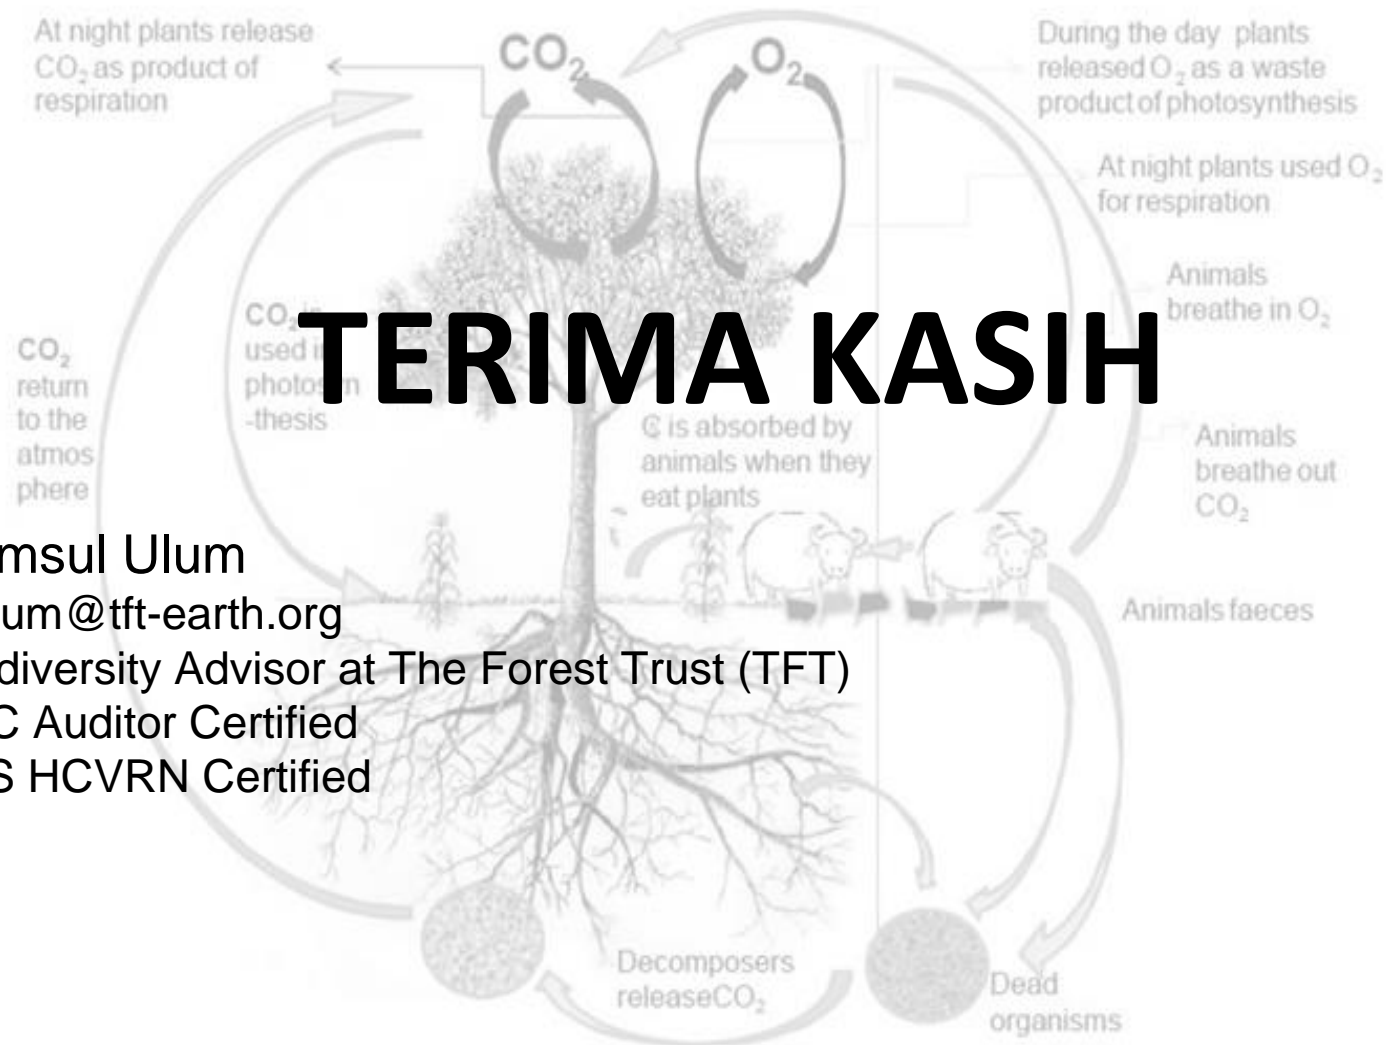 At night plants release
CO₂ as product of
respiration
CO₂
O₂
During the day plants
released O₂ as a waste
product of photosynthesis
At night plants used O₂
for respiration
Animals
breathe in O₂
TERIMA KASIH
CO₂
return
to the
atmos
phere
CO₂
used
-thesis
C is absorbed by
animals when they
eat plants
Animals
breathe out
CO₂
msul Ulum
um@tft-earth.org
diversity Advisor at The Forest Trust (TFT)
C Auditor Certified
S HCVRN Certified
Animals faeces
Decomposers
releaseCO₂
Dead
organisms